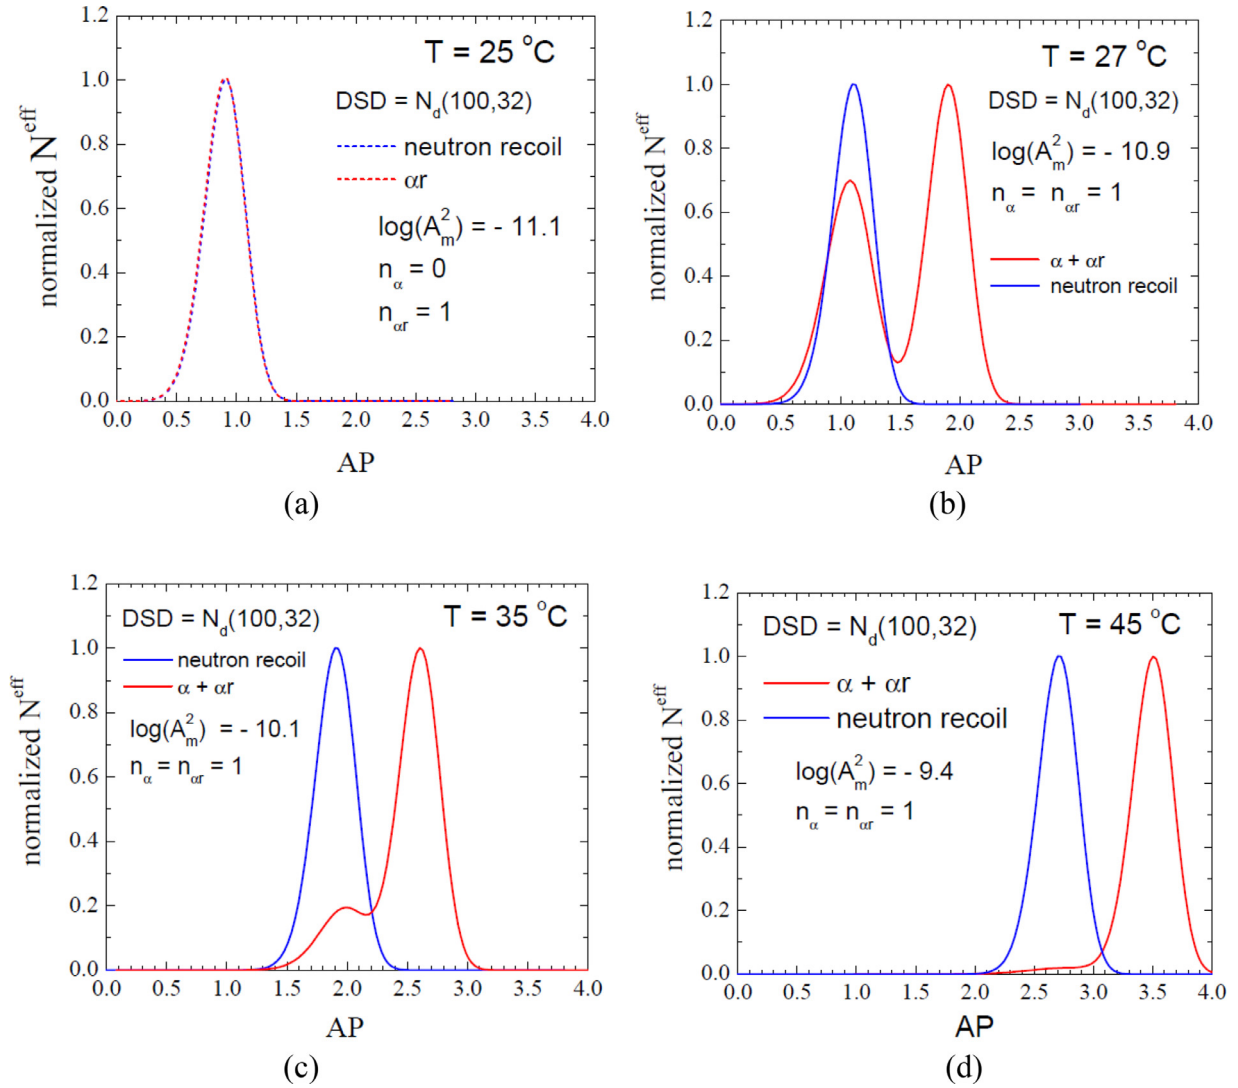 (a)
1.2
1.0
0.8
0.6
0.4
0.2
0.0
normalized N^eff
T = 25 °C
DSD = N_d(100,32)
neutron recoil
αr
log(A_m^2) = - 11.1
n_α = 0
n_αr = 1
0.0 0.5 1.0 1.5 2.0 2.5 3.0 3.5 4.0
AP
(a)
1.2
1.0
0.8
0.6
0.4
0.2
0.0
normalized N^eff
T = 27 °C
DSD = N_d(100,32)
log(A_m^2) = - 10.9
n_α = n_αr = 1
α + αr
neutron recoil
0.0 0.5 1.0 1.5 2.0 2.5 3.0 3.5 4.0
AP
(b)
1.2
1.0
0.8
0.6
0.4
0.2
0.0
normalized N^eff
DSD = N_d(100,32)
T = 35 °C
neutron recoil
α + αr
log(A_m^2) = - 10.1
n_α = n_αr = 1
0.0 0.5 1.0 1.5 2.0 2.5 3.0 3.5 4.0
AP
(c)
1.2
1.0
0.8
0.6
0.4
0.2
0.0
normalized N^eff
DSD = N_d(100,32)
T = 45 °C
α + αr
neutron recoil
log(A_m^2) = - 9.4
n_α = n_αr = 1
0.0 0.5 1.0 1.5 2.0 2.5 3.0 3.5 4.0
AP
(d)